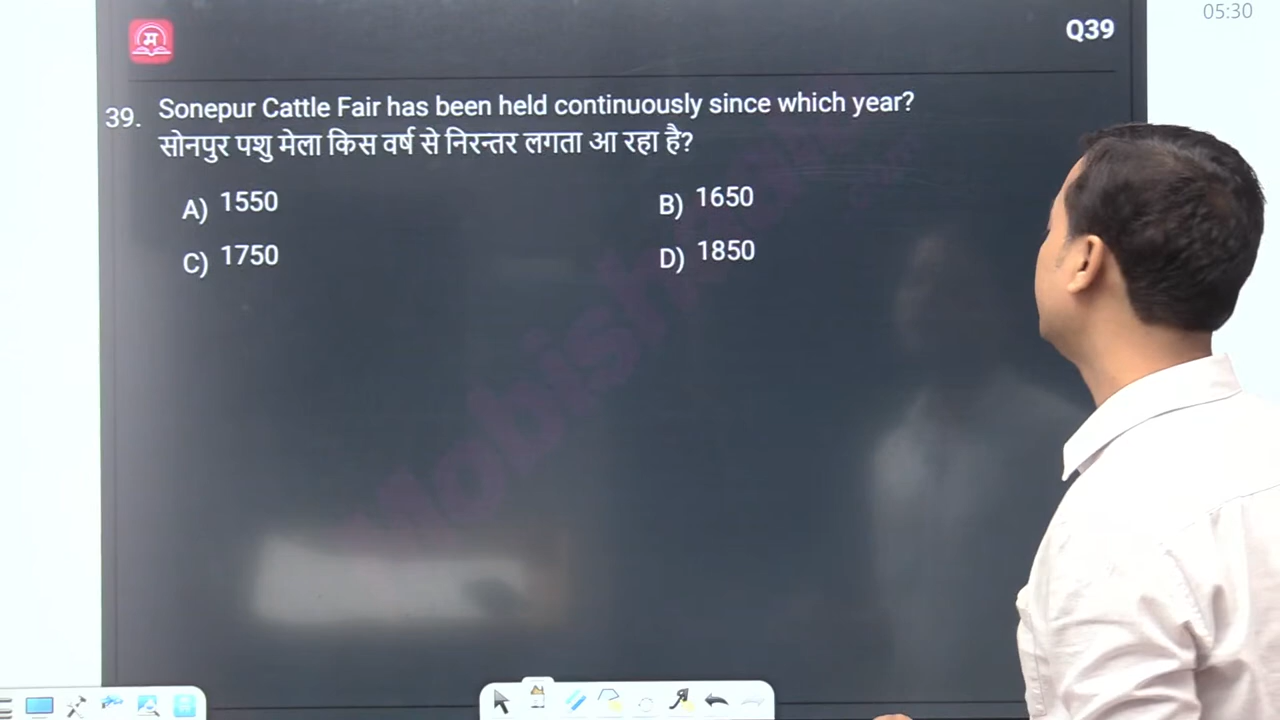 05:30
म
Q39
39. Sonepur Cattle Fair has been held continuously since which year?
सोनपुर पशु मेला किस वर्ष से निरन्तर लगता आ रहा है?
A) 1550
B) 1650
C) 1750
D) 1850